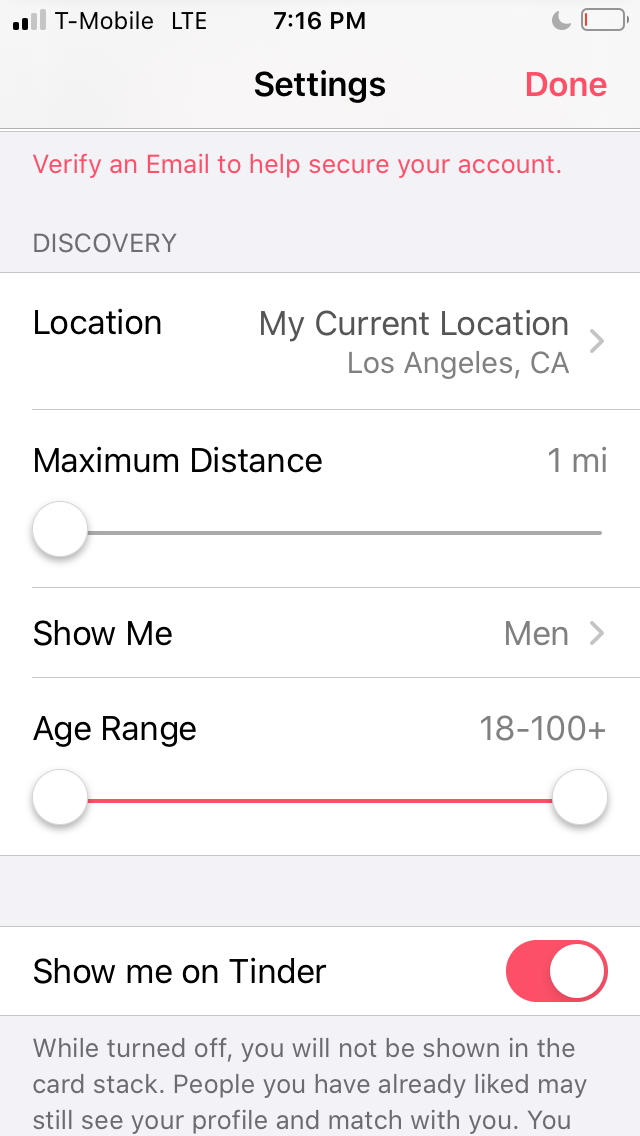 T-Mobile LTE 7:16 PM
Settings Done
Verify an Email to help secure your account.
DISCOVERY
Location My Current Location
Los Angeles, CA
Maximum Distance 1 mi
Show Me Men
Age Range 18-100+
Show me on Tinder
While turned off, you will not be shown in the
card stack. People you have already liked may
still see your profile and match with you. You